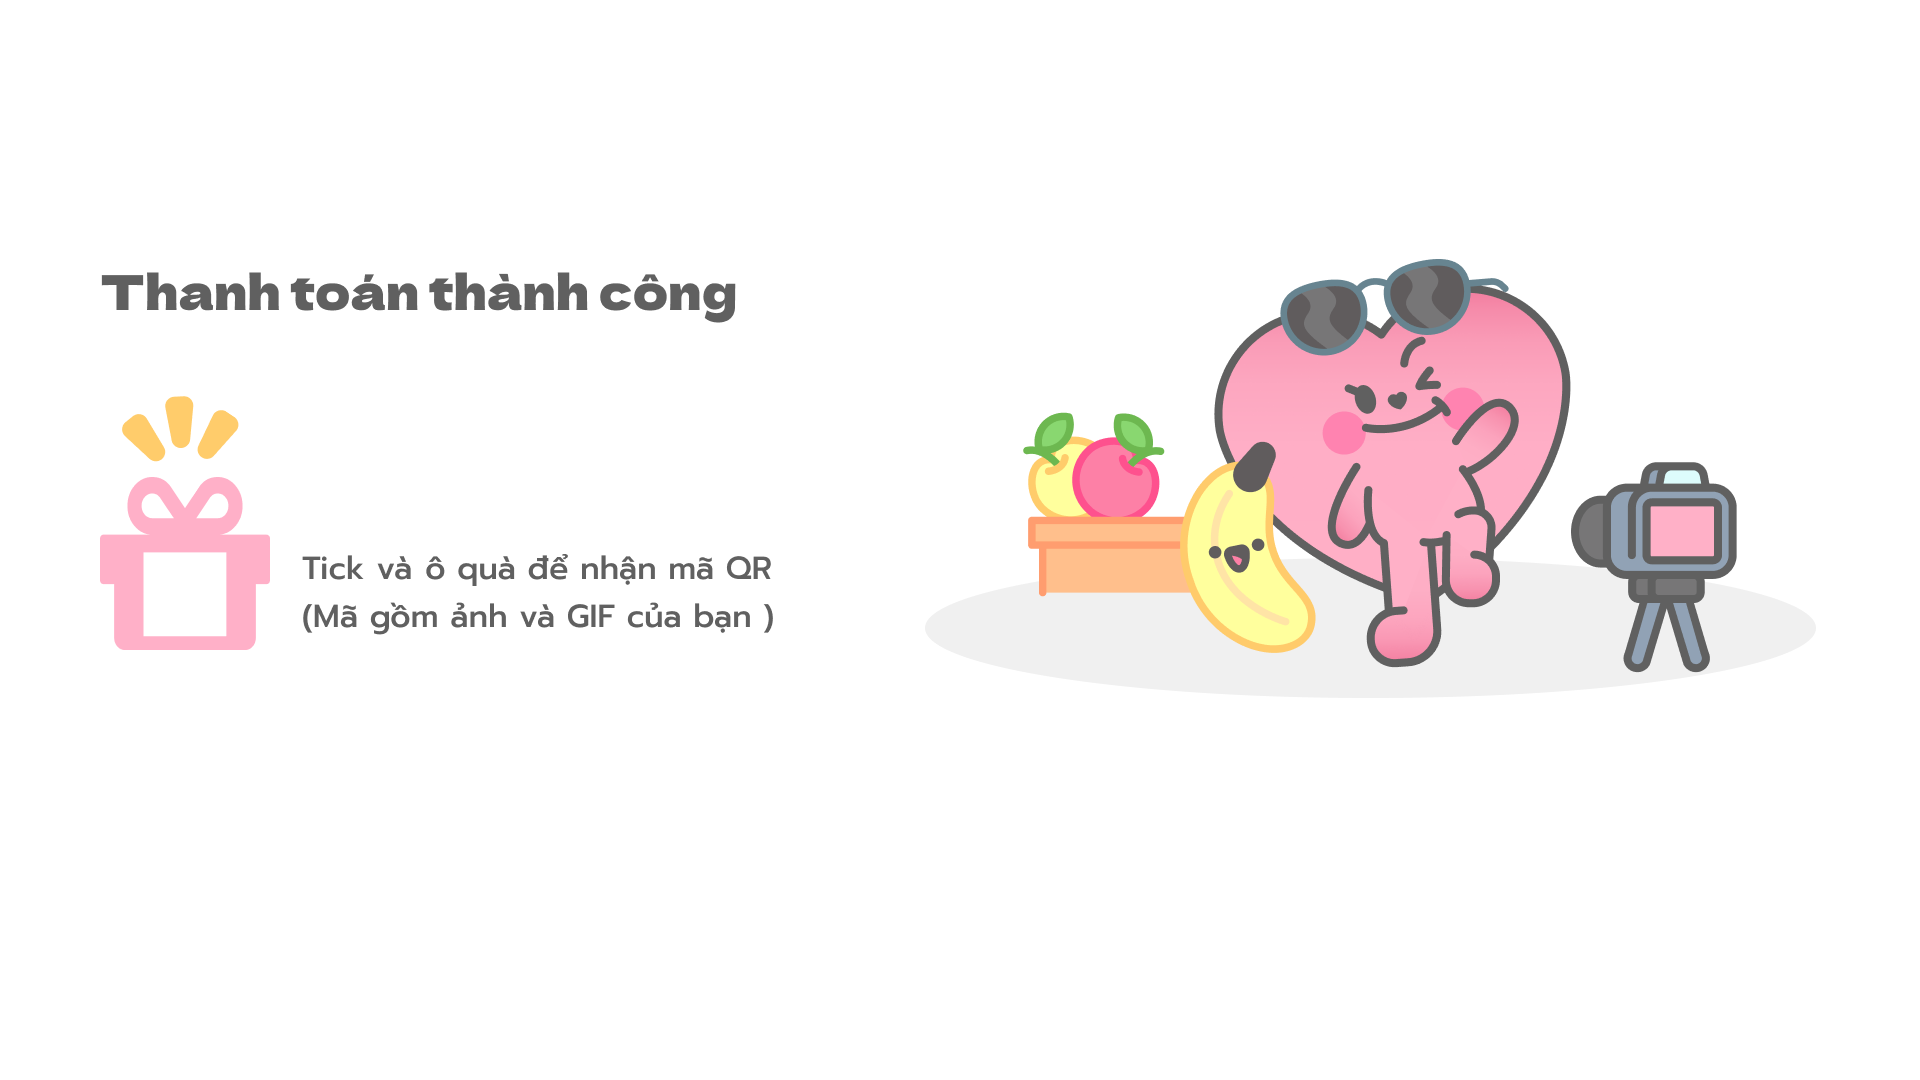 Thanh toán thành công
Tick và ô quà để nhận mã QR
(Mã gồm ảnh và GIF của bạn )